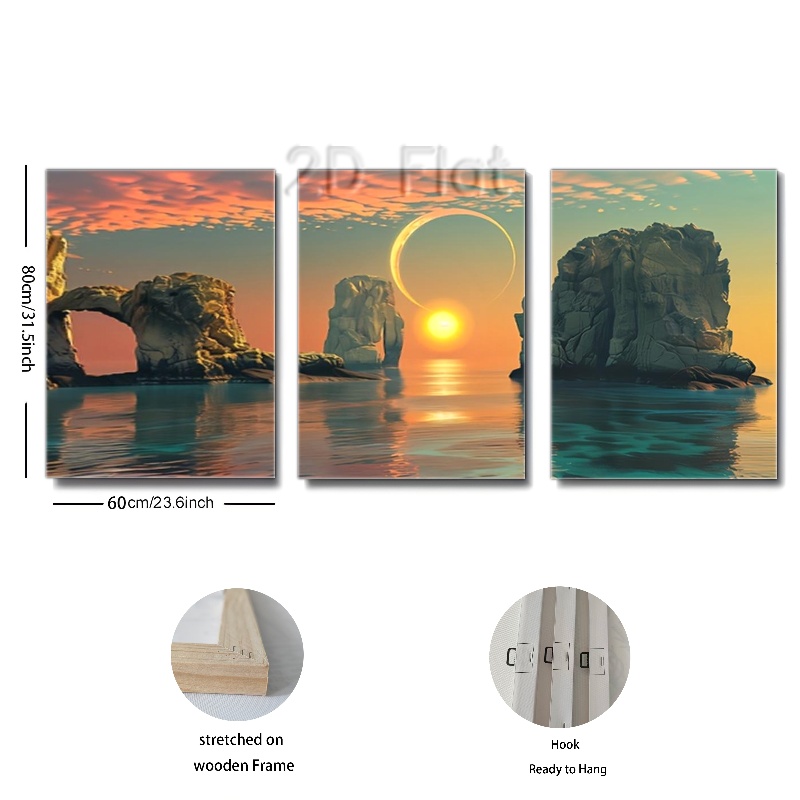 2D Flat
80cm/31.5inch
60cm/23.6inch
stretched on
wooden Frame
Hook
Ready to Hang